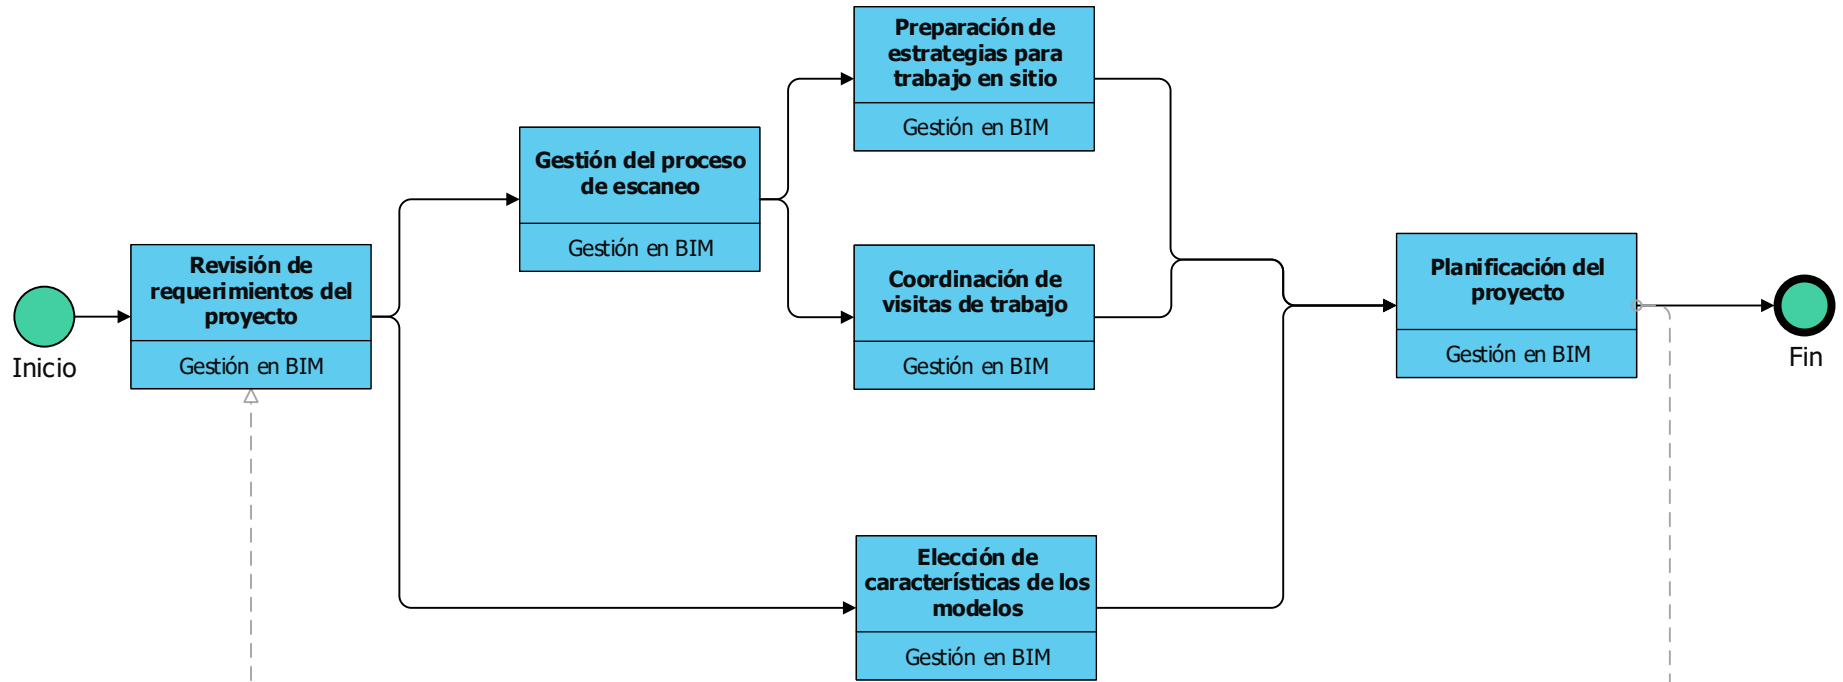 Inicio
Revisión de
requerimientos del
proyecto
Gestión en BIM
Gestión del proceso
de escaneo
Gestión en BIM
Preparación de
estrategias para
trabajo en sitio
Gestión en BIM
Coordinación de
visitas de trabajo
Gestión en BIM
Elección de
característísticas de los
modelos
Gestión en BIM
Planificación del
proyecto
Gestión en BIM
Fin